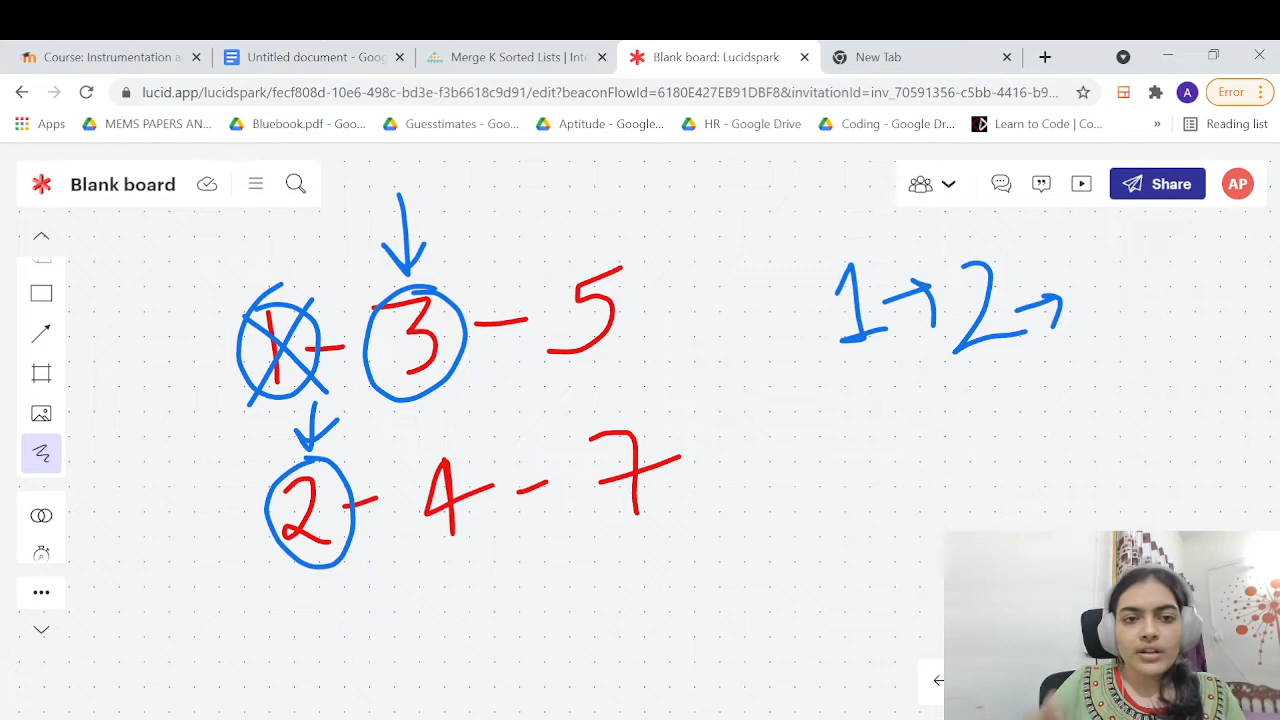 Course: Instrumentation a
Untitled document - Goog
Merge K Sorted Lists | Inte
Blank board: Lucidspark
New Tab
lucid.app/lucidspark/fecf808d-10e6-498c-bd3e-f3b6618c9d91/edit?beaconFlowId=6180E427EB91DBF8&invitationId=inv_70591356-c5bb-4416-b9...
Error
Apps
MEMS PAPERS AN...
Bluebook.pdf - Goo...
Guesstimates - Goo...
Aptitude - Google...
HR - Google Drive
Coding - Google Dr...
Learn to Code | Co...
»
Reading list
Blank board
Share
AP
A
1 - 3 - 5
1 → 2 →
2 - 4 - 7